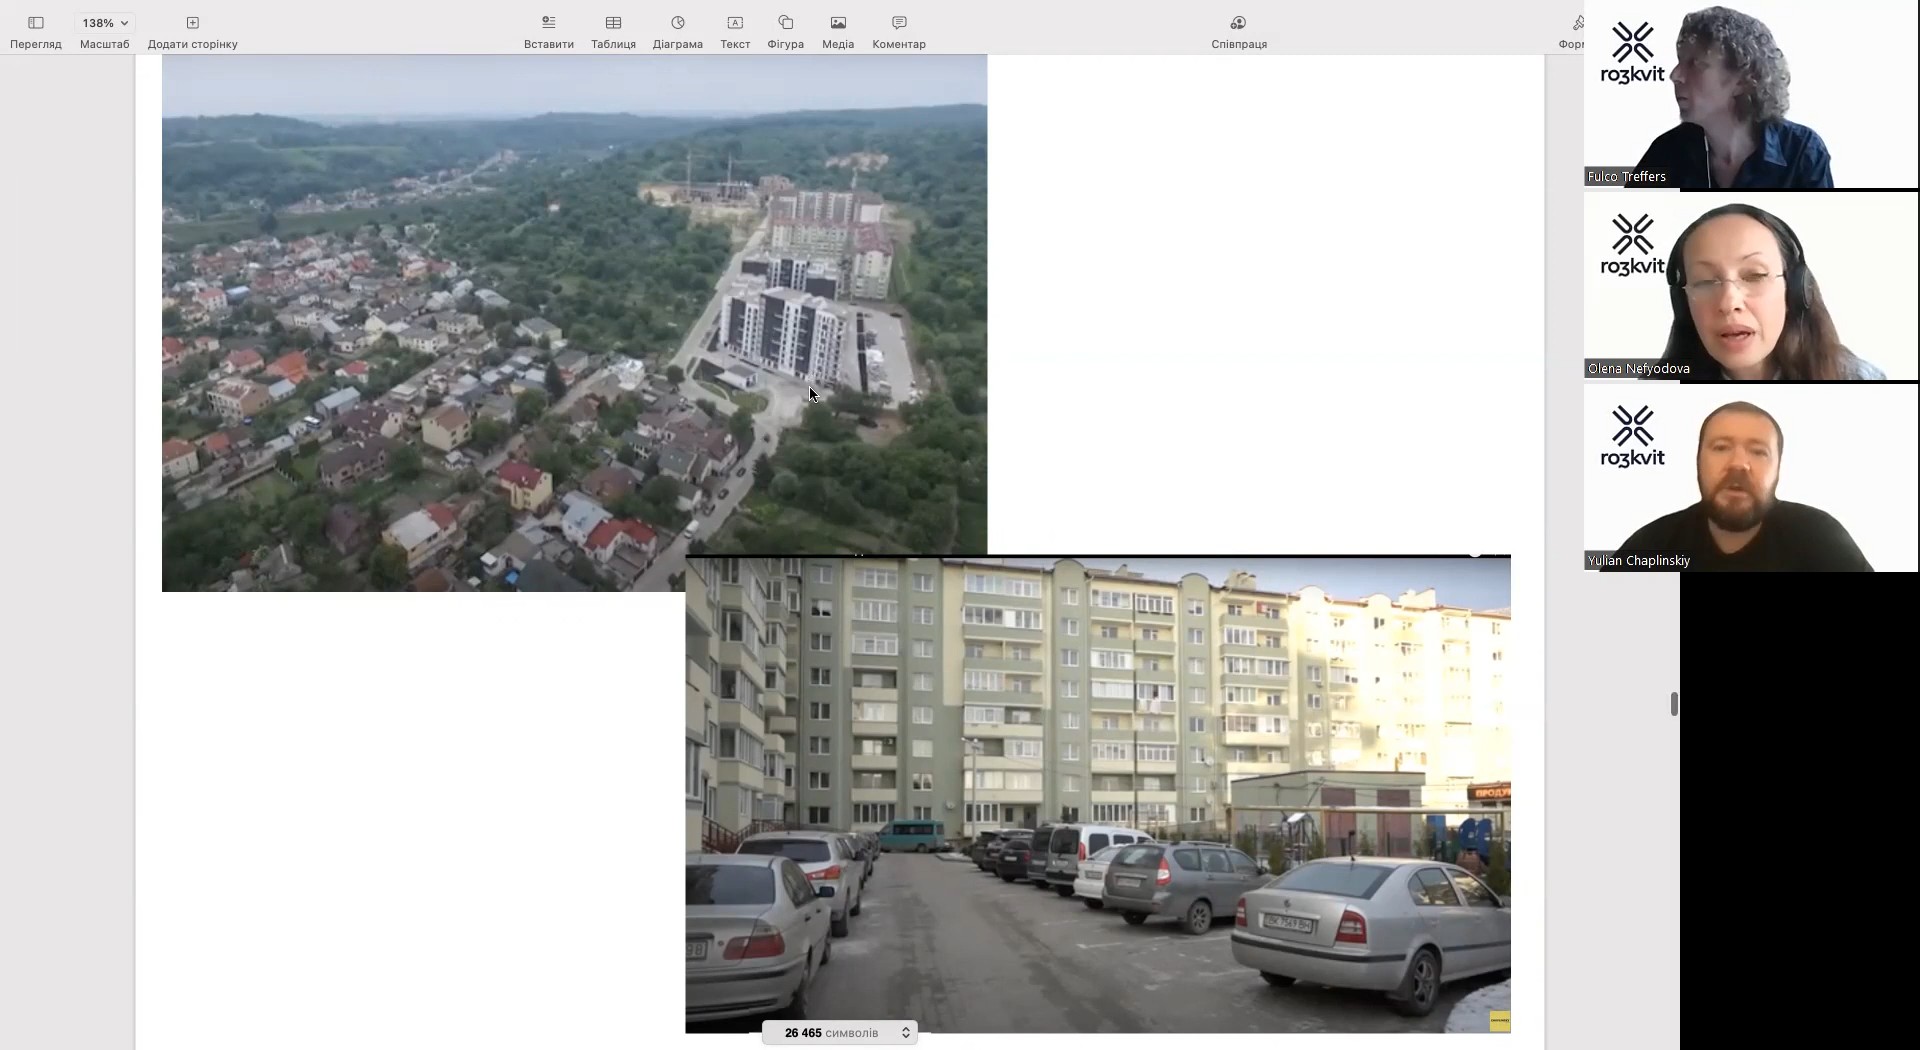 138%
Перегляд
Масштаб
Додати сторінку
Вставити
Таблиця
Діаграма
Текст
Фігура
Медіа
Коментар
Співпраця
ro3kvit
Fulco Treffers
ro3kvit
Olena Nefyodova
ro3kvit
Yulian Chaplinskiy
26 465 символів